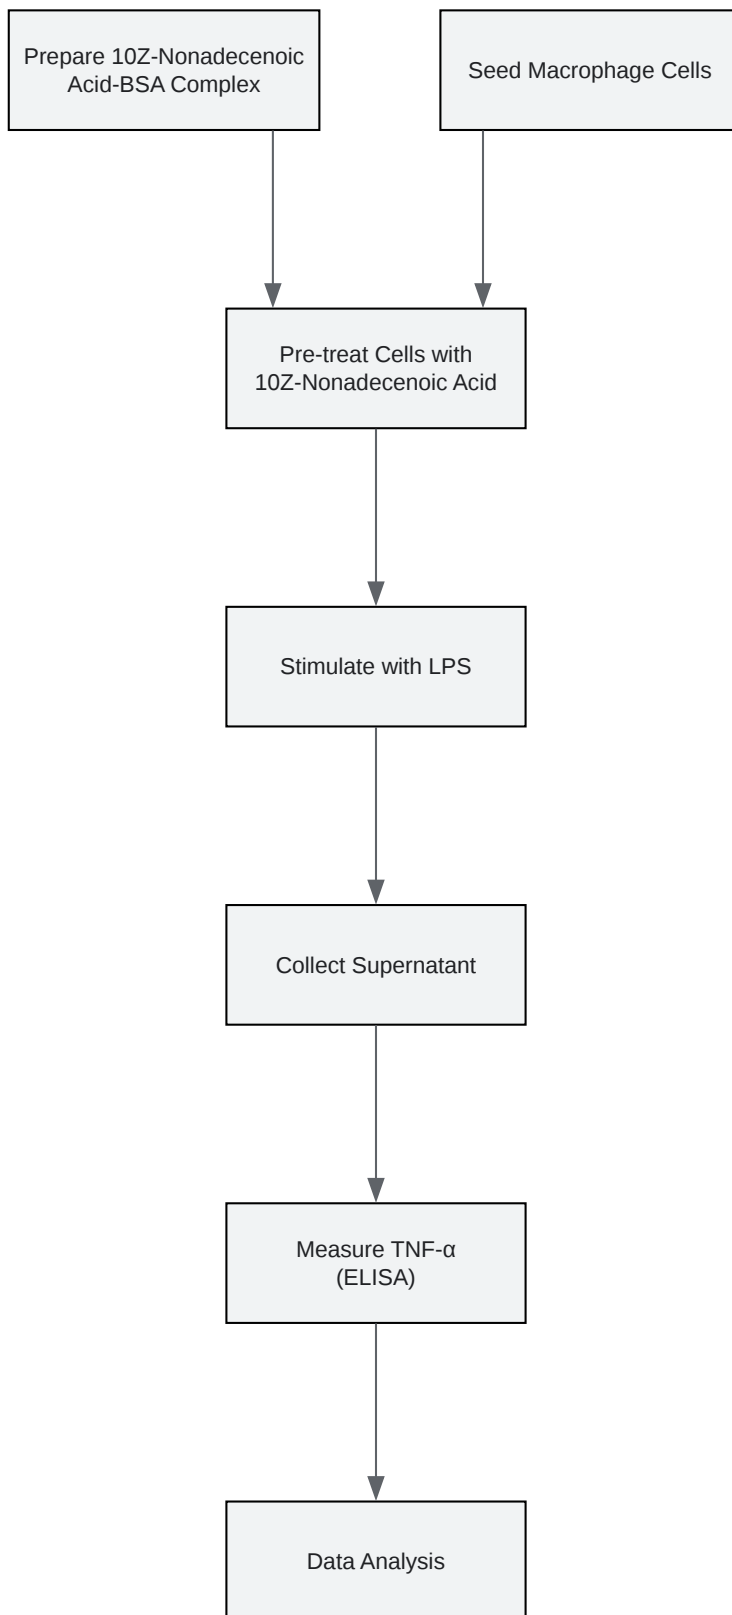 Prepare 10Z-Nonadecenoic
Acid-BSA Complex
Seed Macrophage Cells
Pre-treat Cells with
10Z-Nonadecenoic Acid
Stimulate with LPS
Collect Supernatant
Measure TNF-α
(ELISA)
Data Analysis